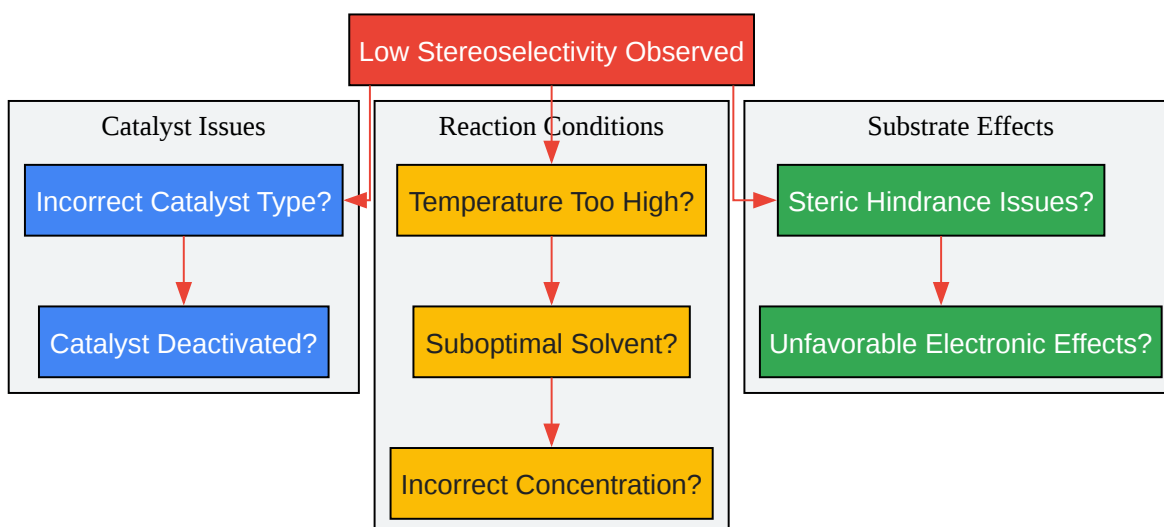 Low Stereoselectivity Observed
Catalyst Issues
Incorrect Catalyst Type?
Catalyst Deactivated?
Reaction Conditions
Temperature Too High?
Suboptimal Solvent?
Incorrect Concentration?
Substrate Effects
Steric Hindrance Issues?
Unfavorable Electronic Effects?